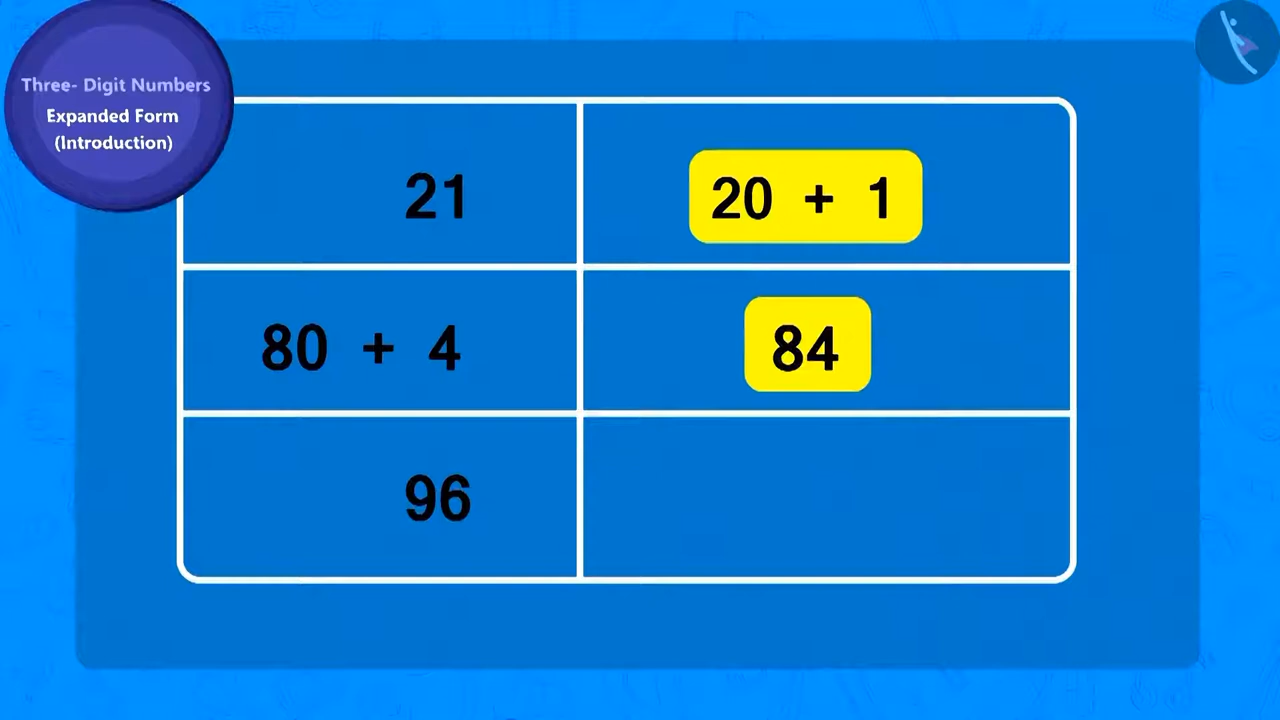 Three- Digit Numbers
Expanded Form
(Introduction)
21
20 + 1
80 + 4
84
96